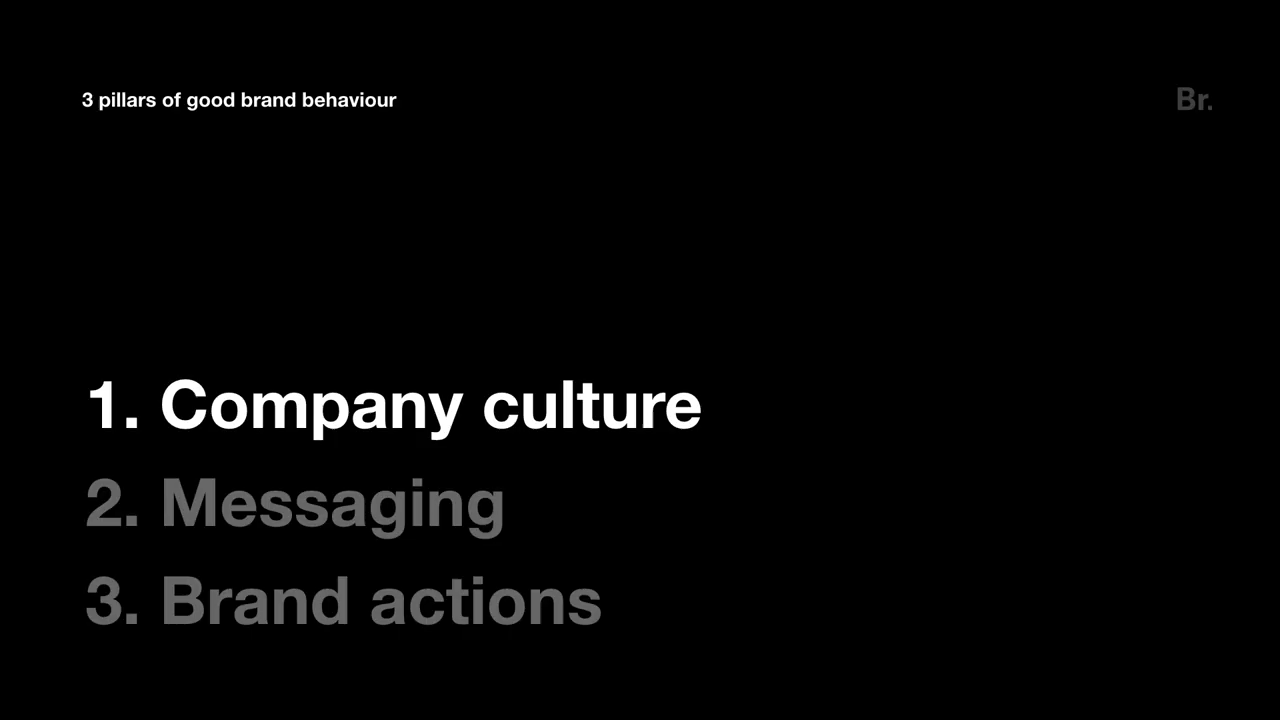 3 pillars of good brand behaviour
Br.
1. Company culture
2. Messaging
3. Brand actions